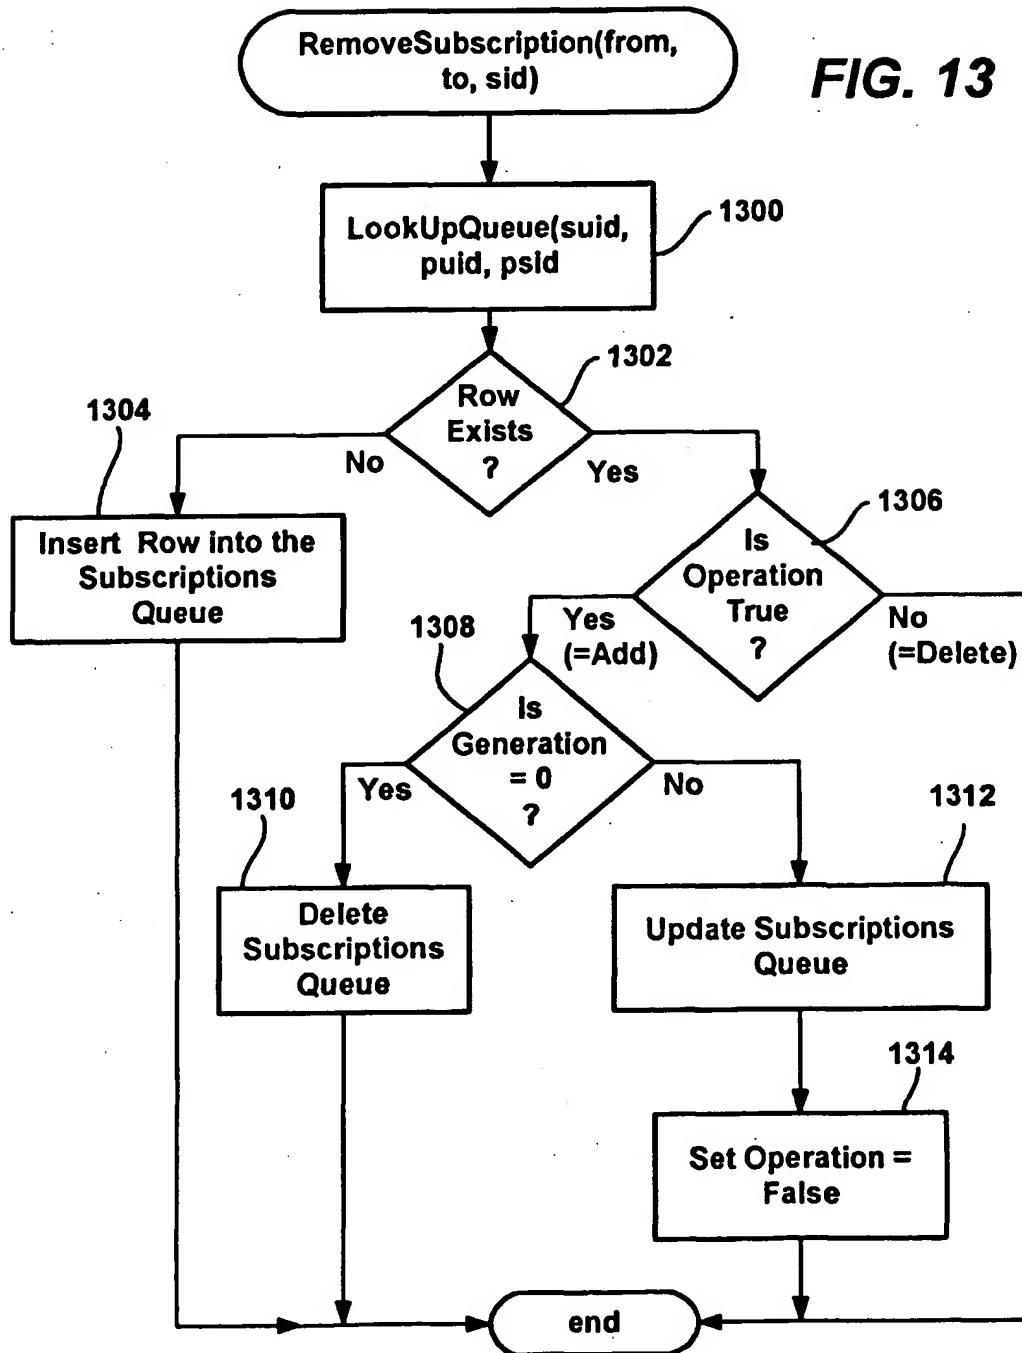 RemoveSubscription(from,
to, sid)
FIG. 13
LookUpQueue(suid,
puid, psid
1300
Row
Exists
?
1302
No
Yes
1304
Insert Row into the
Subscriptions
Queue
Is
Operation
True
?
1306
Yes
(=Add)
No
(=Delete)
1308
Is
Generation
= 0
?
Yes
No
1310
Delete
Subscriptions
Queue
1312
Update Subscriptions
Queue
1314
Set Operation =
False
end